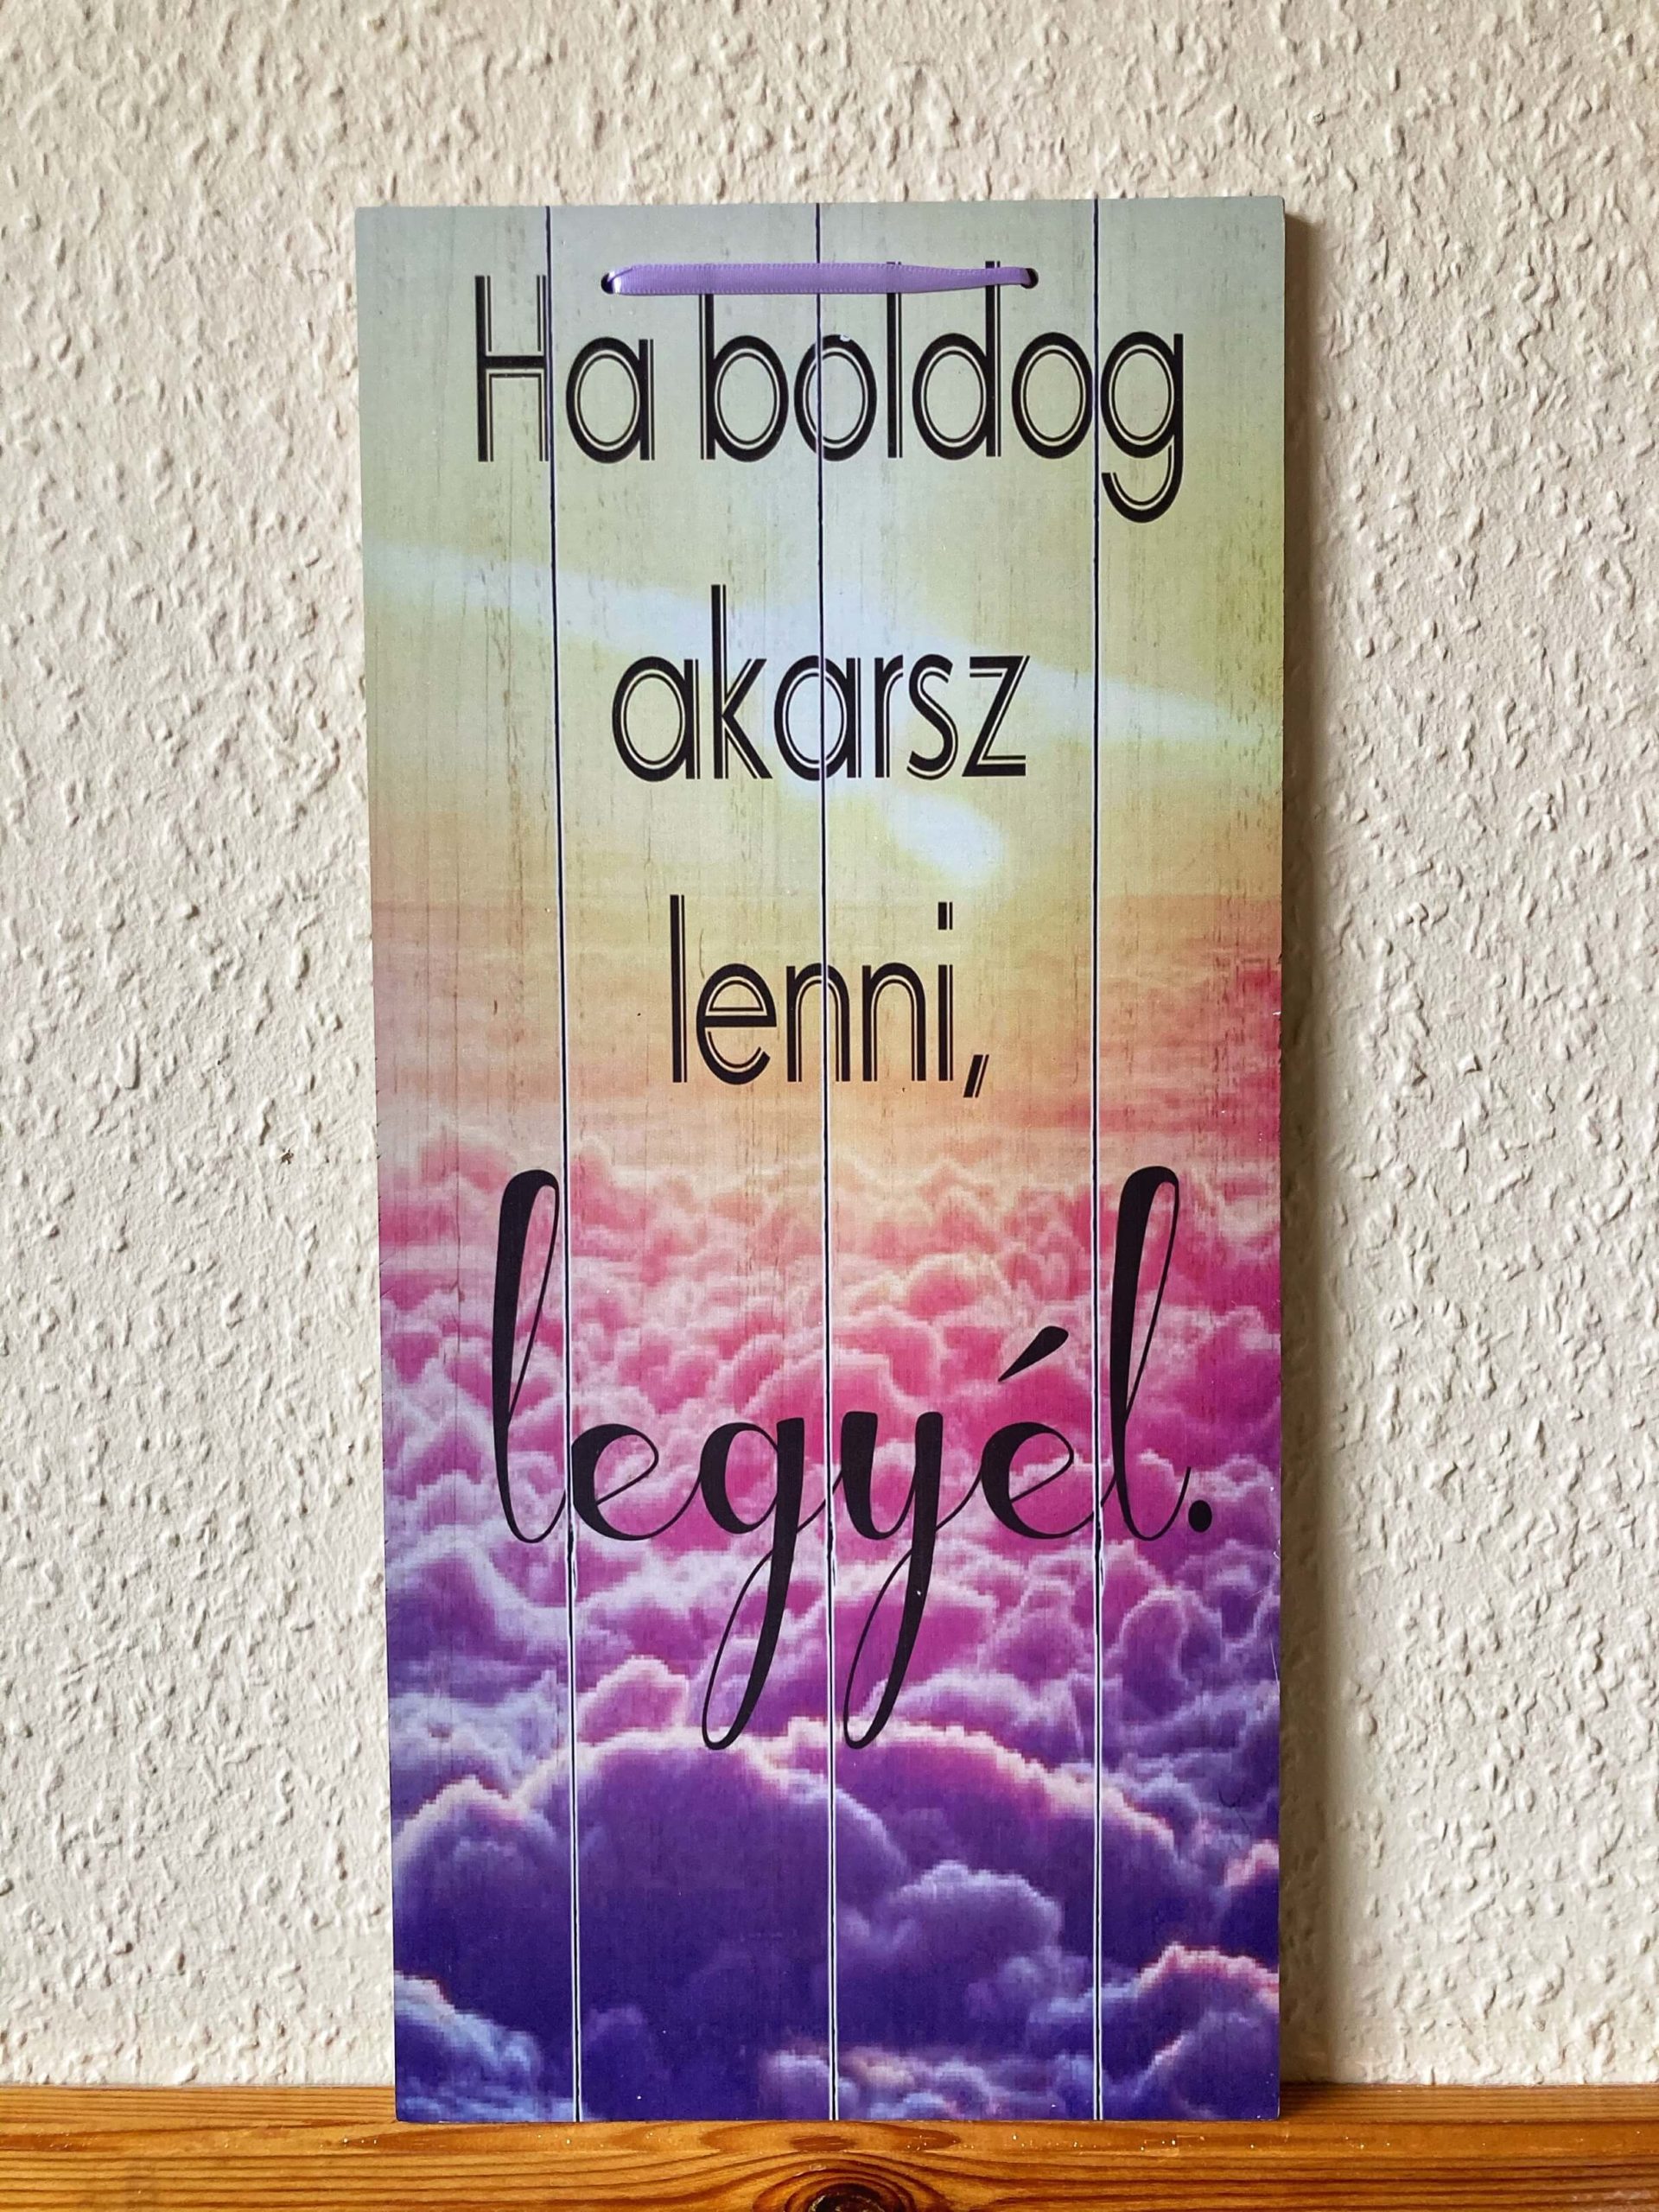 Ha boldog
akarsz
lenni,
legyél.